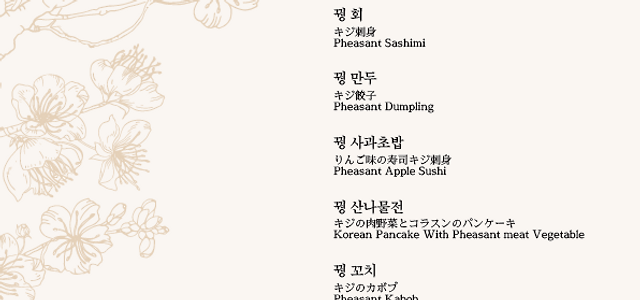 꿩 회
キジ刺身
Pheasant Sashimi
꿩 만두
キジ餃子
Pheasant Dumpling
꿩 사과초밥
りんご味の寿司キジ刺身
Pheasant Apple Sushi
꿩 산나물전
キジの肉野菜とコラスンのパンケーキ
Korean Pancake With Pheasant meat Vegetable
꿩 꼬치
キジのカボブ
Pheasant Kabob